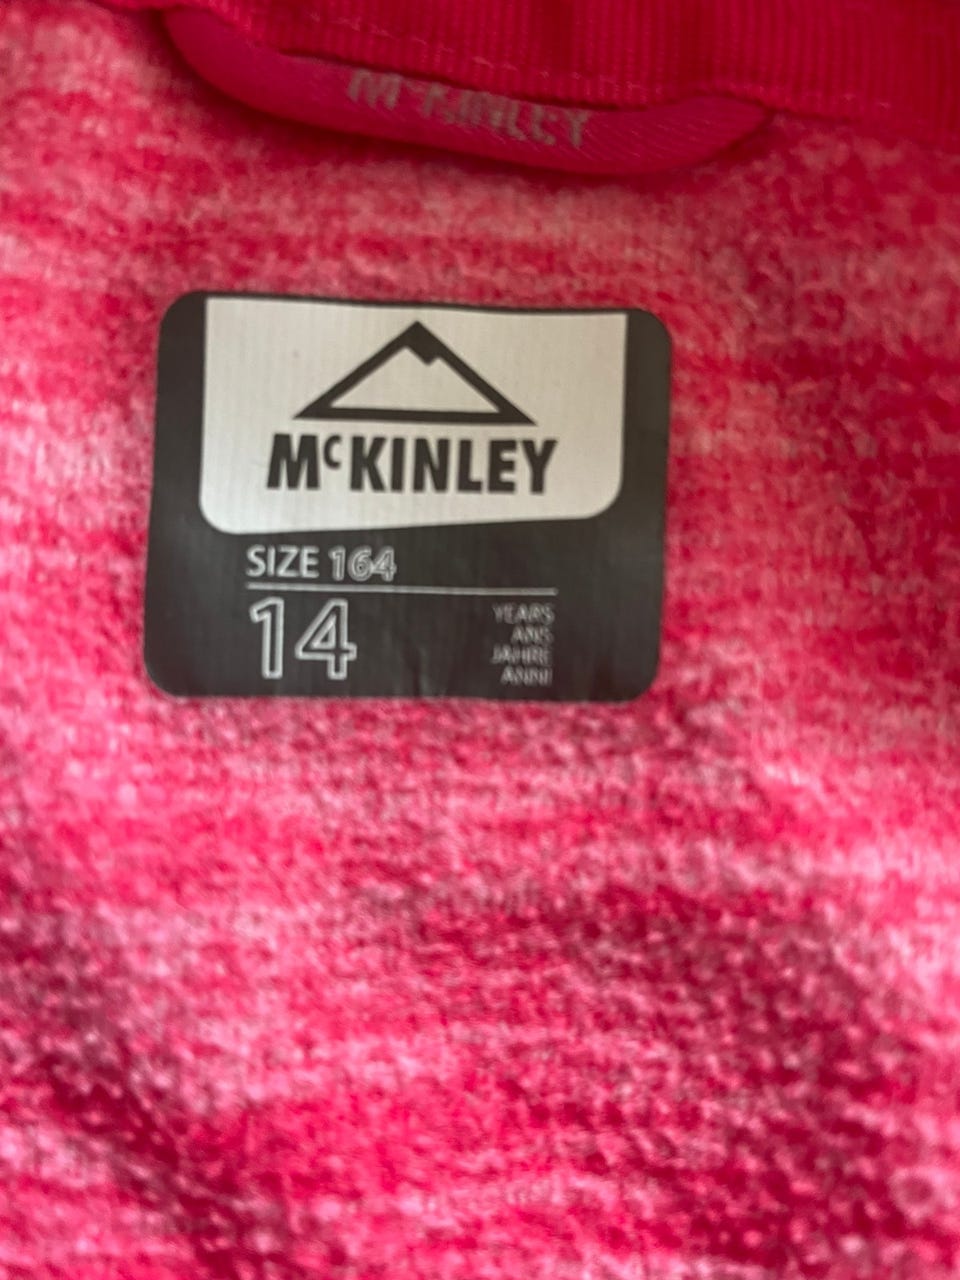 McKINLEY
McKINLEY
SIZE 164
14
YEARS
ANS
JAHRE
ANNI